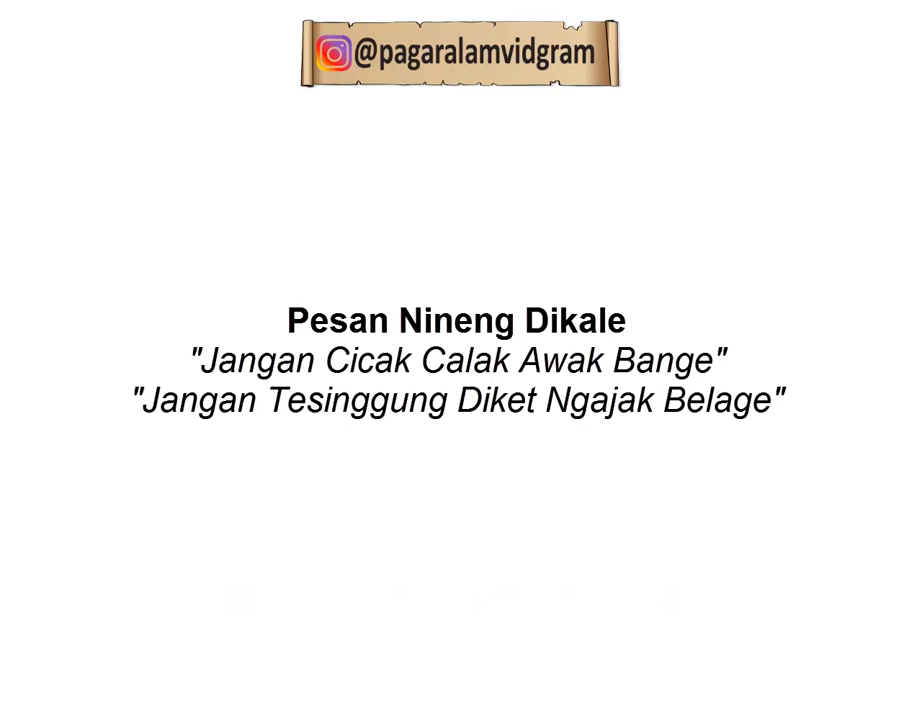 @pagaralamvidgram
Pesan Nineng Dikale
"Jangan Cicak Calak Awak Bange"
"Jangan Tesinggung Diket Ngajak Belage"